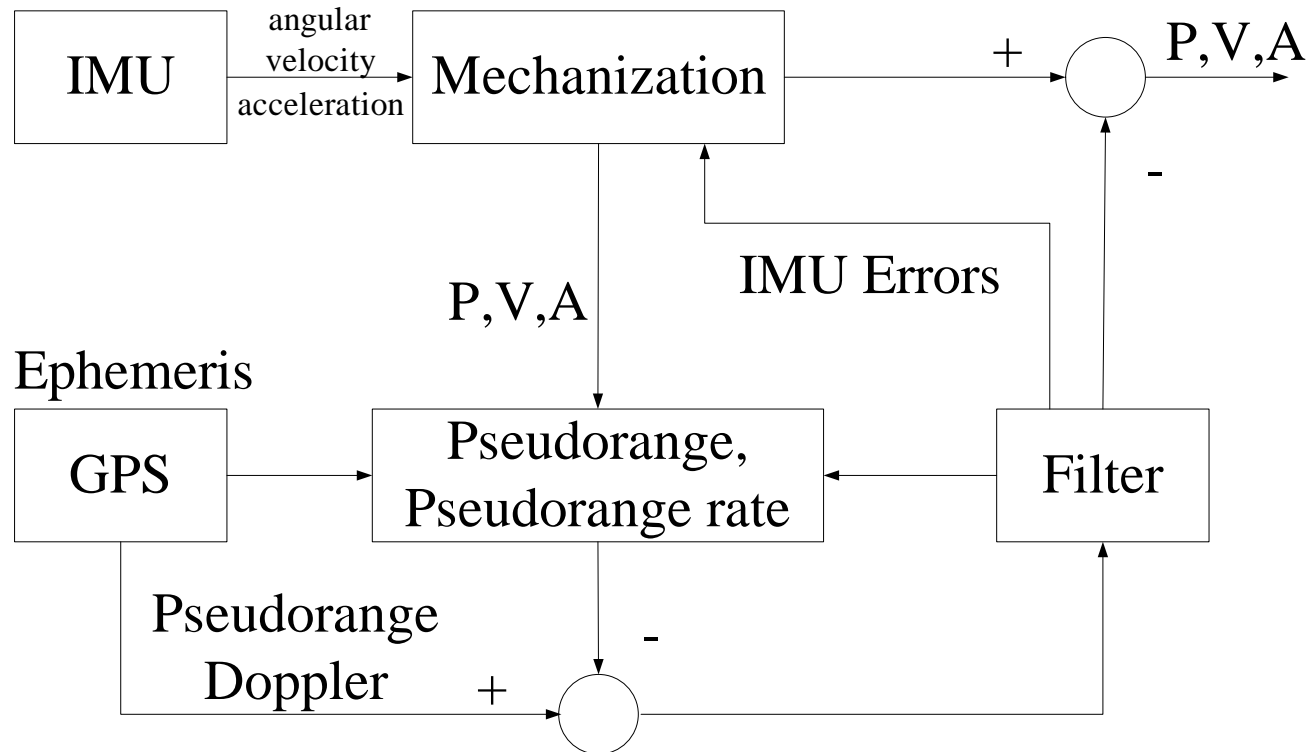 IMU
angular
velocity
acceleration
Mechanization
+
P,V,A
-
IMU Errors
P,V,A
Ephemeris
GPS
Pseudorange,
Pseudorange rate
Filter
Pseudorange
Doppler
+
-